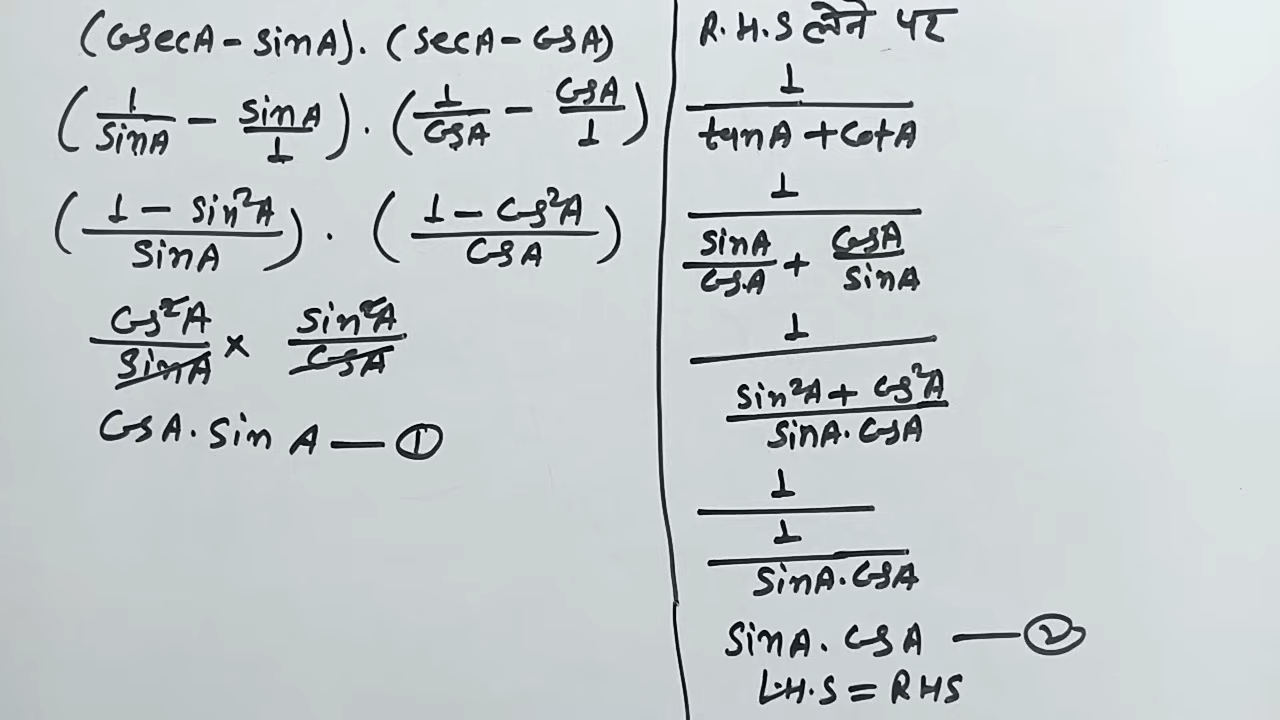 (CosecA - sinA). (secA - CosA)
(1/SinA - SinA/1). (1/CosA - CosA/1)
(1 - Sin²A/SinA). (1 - Cos²A/CosA)
Cos²A/SinA × Sin²A/CosA
CosA. Sin A — ①
R.H.S लेने पर
1/tanA + CotA
1/SinA/CosA + CosA/SinA
1/Sin²A + Cos²A/SinA. CosA
1/1/SinA. CosA
SinA. Cos A — ②
L.H.S = RHS